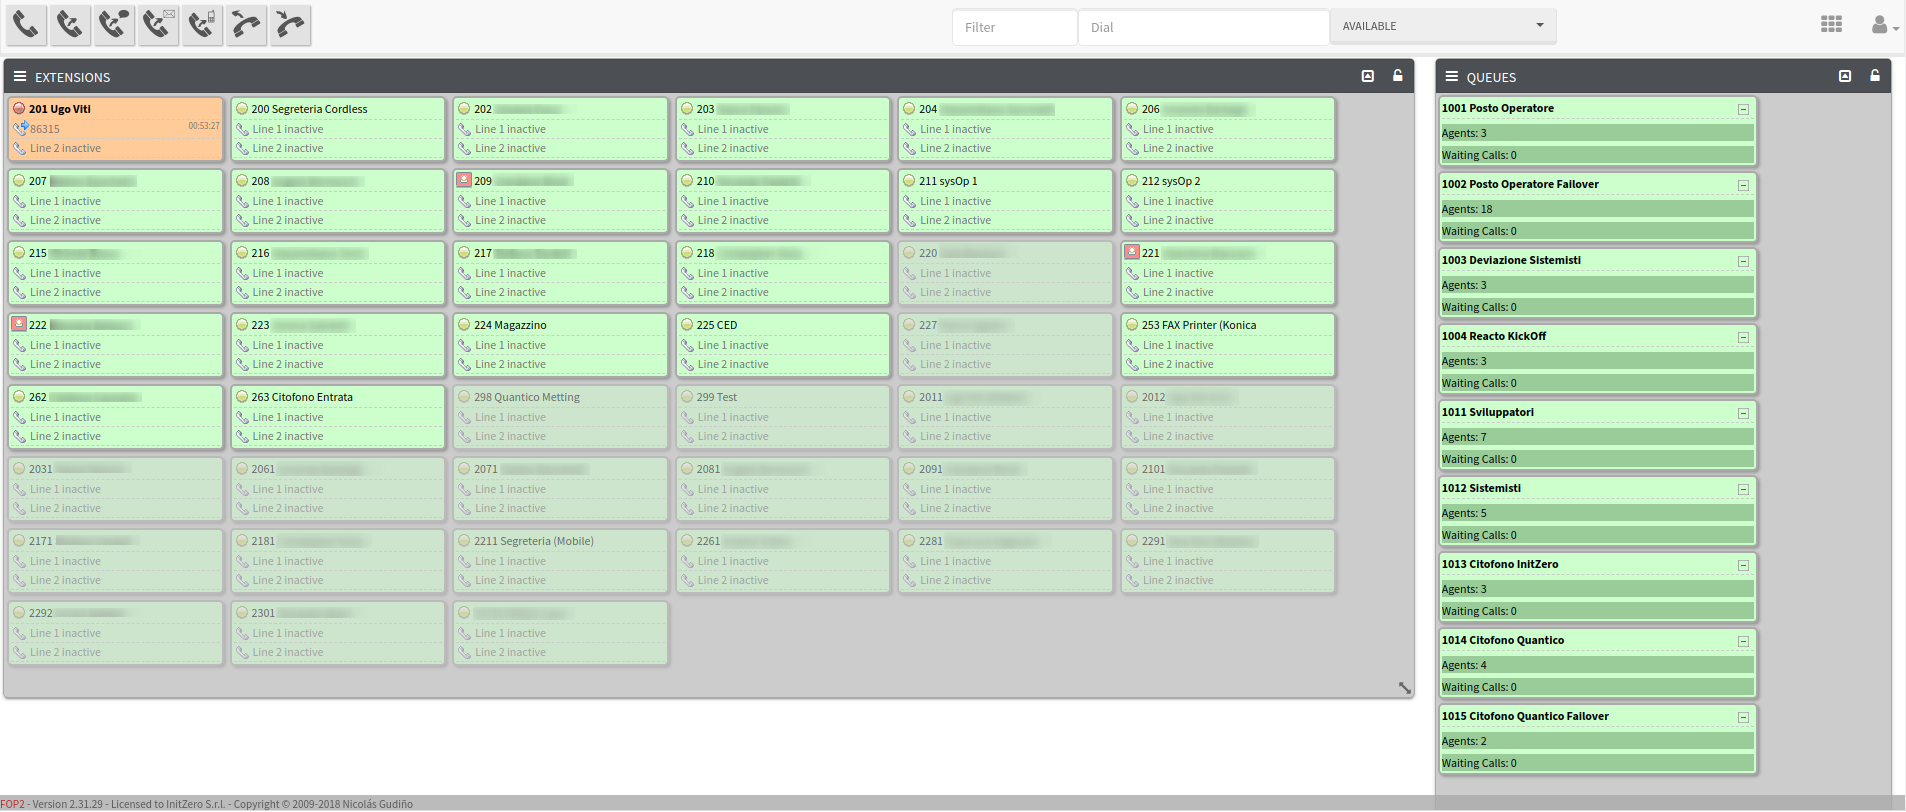 Filter
Dial
AVAILABLE
EXTENSIONS
201 Ugo Viti
86315 00:53:27
Line 2 inactive
200 Segreteria Cordless
Line 1 inactive
Line 2 inactive
202
Line 1 inactive
Line 2 inactive
203
Line 1 inactive
Line 2 inactive
204
Line 1 inactive
Line 2 inactive
206
Line 1 inactive
Line 2 inactive
207
Line 1 inactive
Line 2 inactive
208
Line 1 inactive
Line 2 inactive
209
Line 1 inactive
Line 2 inactive
210
Line 1 inactive
Line 2 inactive
211 sysOp 1
Line 1 inactive
Line 2 inactive
212 sysOp 2
Line 1 inactive
Line 2 inactive
215
Line 1 inactive
Line 2 inactive
216
Line 1 inactive
Line 2 inactive
217
Line 1 inactive
Line 2 inactive
218
Line 1 inactive
Line 2 inactive
220
Line 1 inactive
Line 2 inactive
221
Line 1 inactive
Line 2 inactive
222
Line 1 inactive
Line 2 inactive
223
Line 1 inactive
Line 2 inactive
224 Magazzino
Line 1 inactive
Line 2 inactive
225 CED
Line 1 inactive
Line 2 inactive
227
Line 1 inactive
Line 2 inactive
253 FAX Printer (Konica
Line 1 inactive
Line 2 inactive
262
Line 1 inactive
Line 2 inactive
263 Citofono Entrata
Line 1 inactive
Line 2 inactive
298 Quantico Metting
Line 1 inactive
Line 2 inactive
299 Test
Line 1 inactive
Line 2 inactive
2011
Line 1 inactive
Line 2 inactive
2012
Line 1 inactive
Line 2 inactive
2031
Line 1 inactive
Line 2 inactive
2061
Line 1 inactive
Line 2 inactive
2071
Line 1 inactive
Line 2 inactive
2081
Line 1 inactive
Line 2 inactive
2091
Line 1 inactive
Line 2 inactive
2101
Line 1 inactive
Line 2 inactive
2171
Line 1 inactive
Line 2 inactive
2181
Line 1 inactive
Line 2 inactive
2211 Segreteria (Mobile)
Line 1 inactive
Line 2 inactive
2261
Line 1 inactive
Line 2 inactive
2281
Line 1 inactive
Line 2 inactive
2291
Line 1 inactive
Line 2 inactive
2292
Line 1 inactive
Line 2 inactive
2301
Line 1 inactive
Line 2 inactive
Line 1 inactive
Line 2 inactive
QUEUES
1001 Posto Operatore
Agents: 3
Waiting Calls: 0
1002 Posto Operatore Failover
Agents: 18
Waiting Calls: 0
1003 Deviazione Sistemisti
Agents: 3
Waiting Calls: 0
1004 Reacto KickOff
Agents: 3
Waiting Calls: 0
1011 Sviluppatori
Agents: 7
Waiting Calls: 0
1012 Sistemisti
Agents: 5
Waiting Calls: 0
1013 Citofono InitZero
Agents: 3
Waiting Calls: 0
1014 Citofono Quantico
Agents: 4
Waiting Calls: 0
1015 Citofono Quantico Failover
Agents: 2
Waiting Calls: 0
FOP2 - Version 2.31.29 - Licensed to InitZero S.r.l. - Copyright © 2009-2018 Nicolás Gudiño